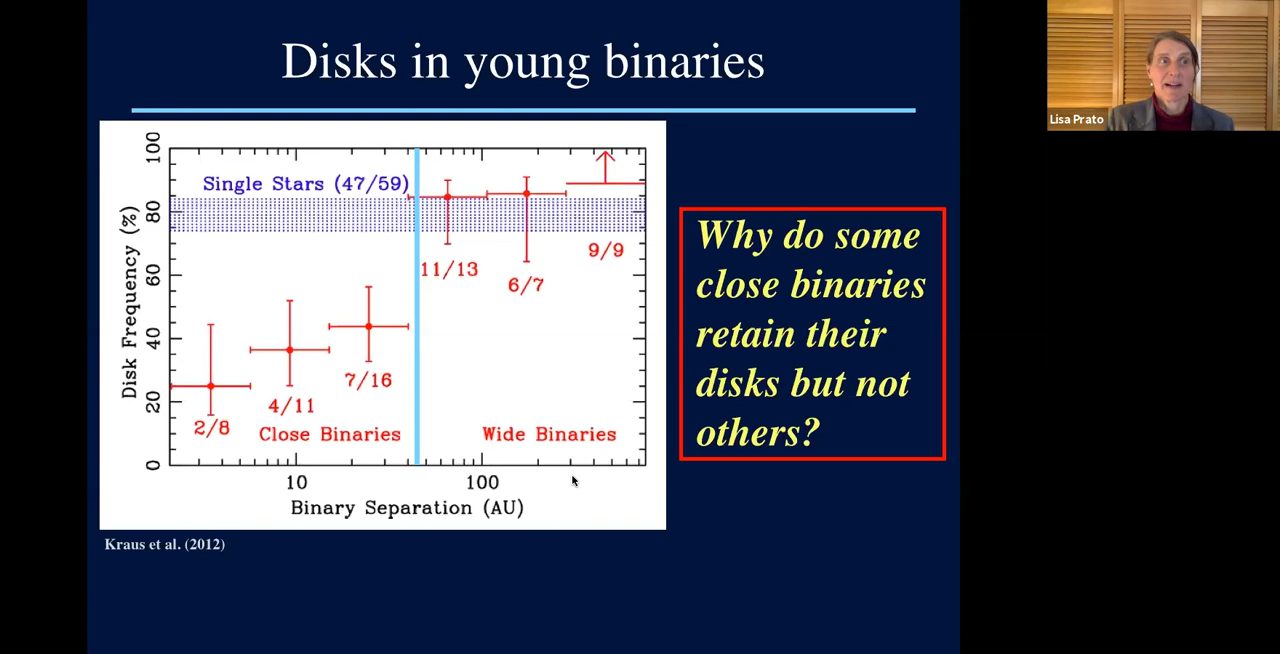 Disks in young binaries
Lisa Prato
Disk Frequency (%)
100
80
60
40
20
0
Single Stars (47/59)
9/9
11/13
6/7
7/16
4/11
2/8
Close Binaries
Wide Binaries
10
100
Binary Separation (AU)
Why do some
close binaries
retain their
disks but not
others?
Kraus et al. (2012)